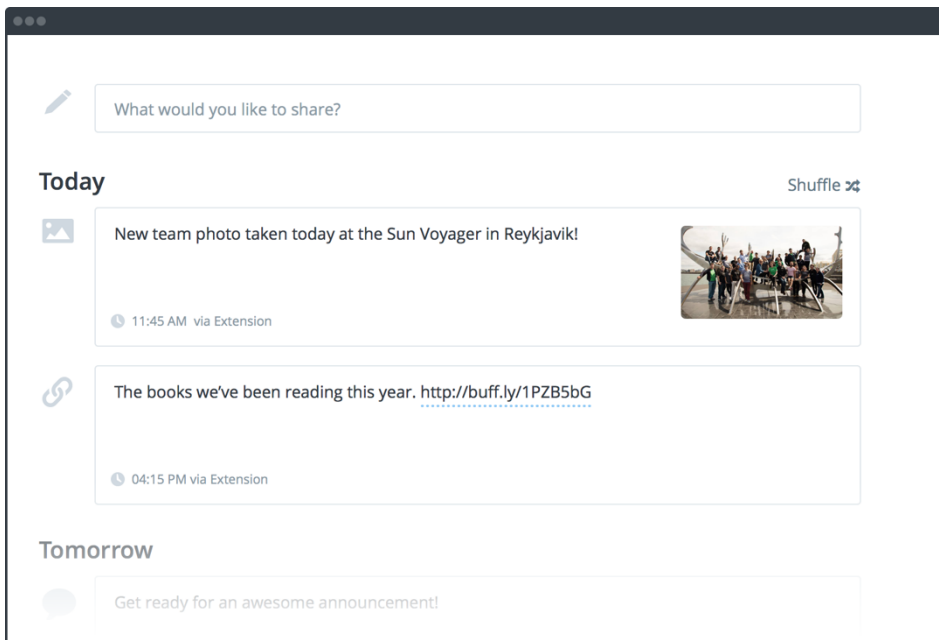 What would you like to share?
Today
Shuffle
New team photo taken today at the Sun Voyager in Reykjavik!
11:45 AM via Extension
The books we’ve been reading this year. http://buff.ly/1PZB5bG
04:15 PM via Extension
Tomorrow
Get ready for an awesome announcement!